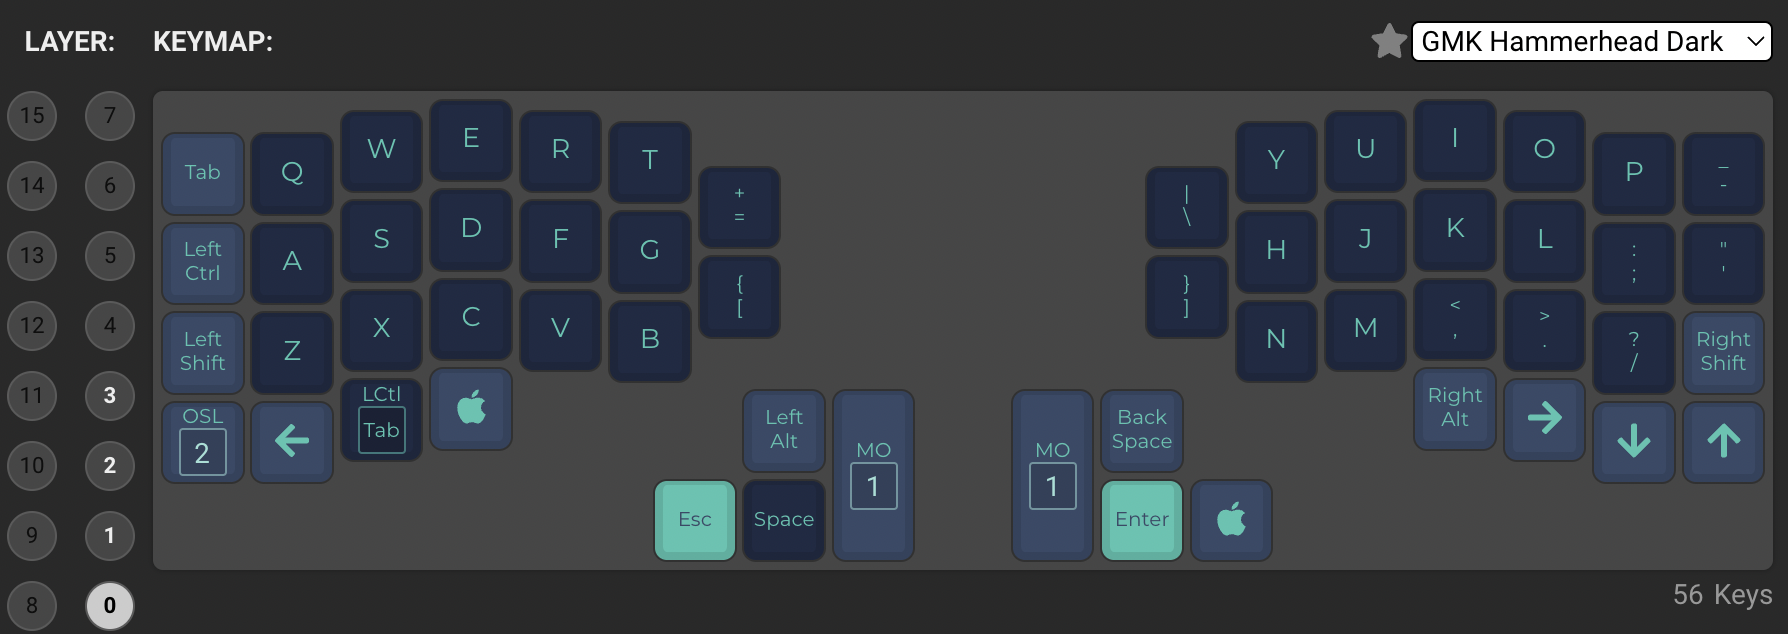 LAYER: KEYMAP: GMK Hammerhead Dark
15 7
14 6
13 5
12 4
11 3
10 2
9 1
8 0
Tab Q W E R T
+
=
Left
Ctrl
A S D F G
{
[
Left
Shift
Z X C V B
OSL
2
LCtl
Tab
Left
Alt
MO
1
Esc Space
|
\
Y U I O P
_
-
}
]
H J K L
:
;
"
'
N M
<
,
>
.
?
/
Right
Shift
MO
1
Back
Space
Right
Alt
Enter
56 Keys